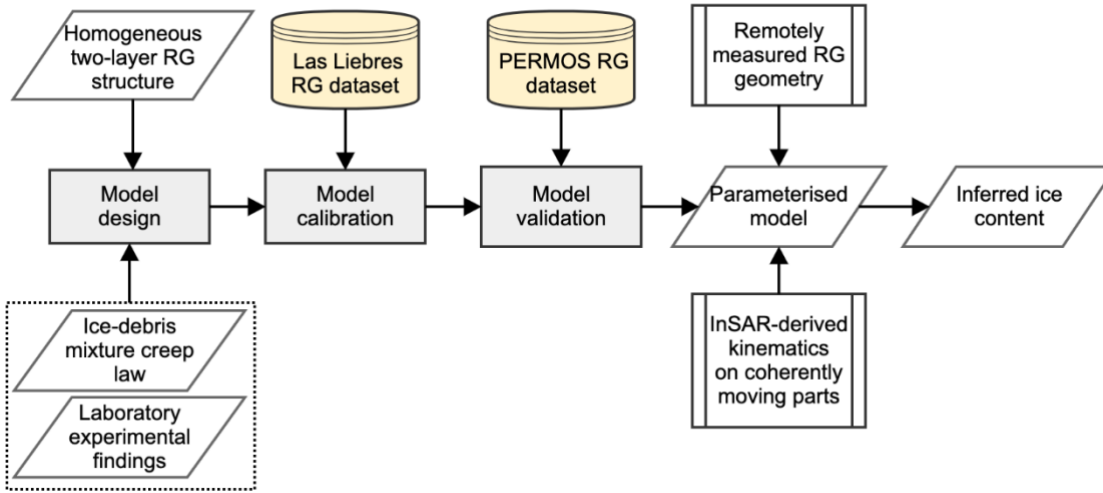 Homogeneous
two-layer RG
structure
Las Liebres
RG dataset
PERMOS RG
dataset
Remotely
measured RG
geometry
Model
design
Model
calibration
Model
validation
Parameterised
model
Inferred ice
content
Ice-debris
mixture creep
law
Laboratory
experimental
findings
InSAR-derived
kinematics
on coherently
moving parts